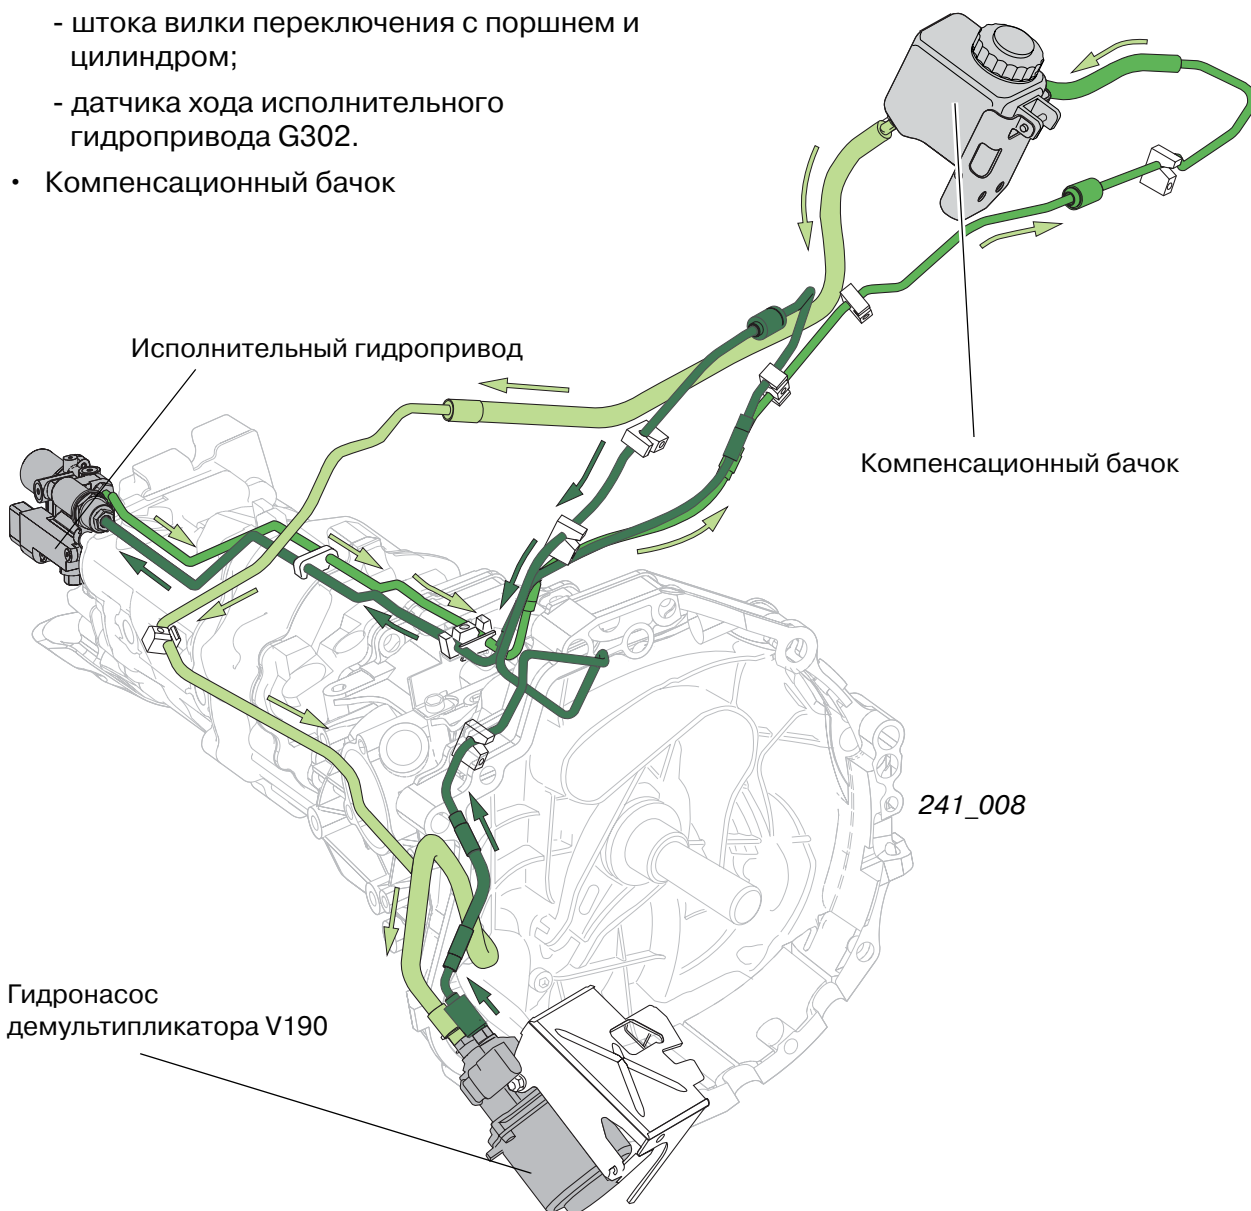 - штока вилки переключения с поршнем и
цилиндром;
- датчика хода исполнительного
гидропривода G302.
• Компенсационный бачок
Исполнительный гидропривод
Компенсационный бачок
241_008
Гидронасос
демультипликатора V190